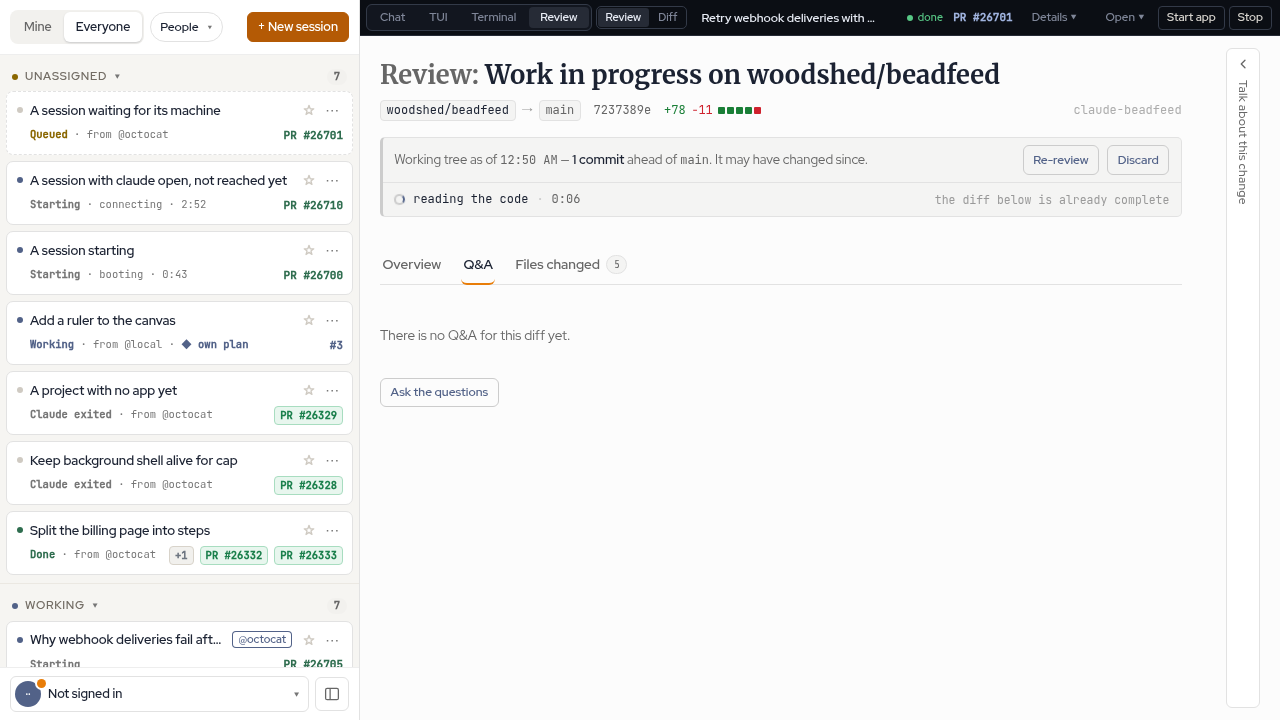 Mine Everyone People ▾ + New session
UNASSIGNED ▾ 7
A session waiting for its machine
Queued · from @octocat PR #26701
A session with claude open, not reached yet
Starting · connecting · 2:52 PR #26710
A session starting
Starting · booting · 0:43 PR #26700
Add a ruler to the canvas
Working · from @local · ◆ own plan #3
A project with no app yet
Claude exited · from @octocat PR #26329
Keep background shell alive for cap
Claude exited · from @octocat PR #26328
Split the billing page into steps
Done · from @octocat +1 PR #26332 PR #26333
WORKING ▾ 7
Why webhook deliveries fail aft... @octocat
Starting PR #26705
Not signed in ▾
Chat TUI Terminal Review Review Diff Retry webhook deliveries with ... done PR #26701 Details ▾ Open ▾ Start app Stop
Review: Work in progress on woodshed/beadfeed
woodshed/beadfeed → main 7237389e +78 -11 claude-beadfeed
Working tree as of 12:50 AM — 1 commit ahead of main. It may have changed since. Re-review Discard
reading the code · 0:06 the diff below is already complete
Overview Q&A Files changed 5
There is no Q&A for this diff yet.
Ask the questions
Talk about this change